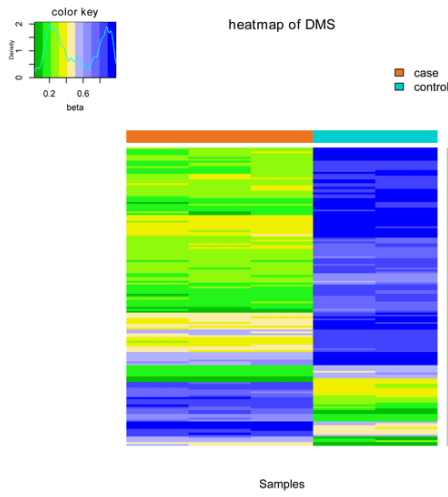 color key
heatmap of DMS
Density
0 1 2
0.2 0.6
beta
case
control
Samples